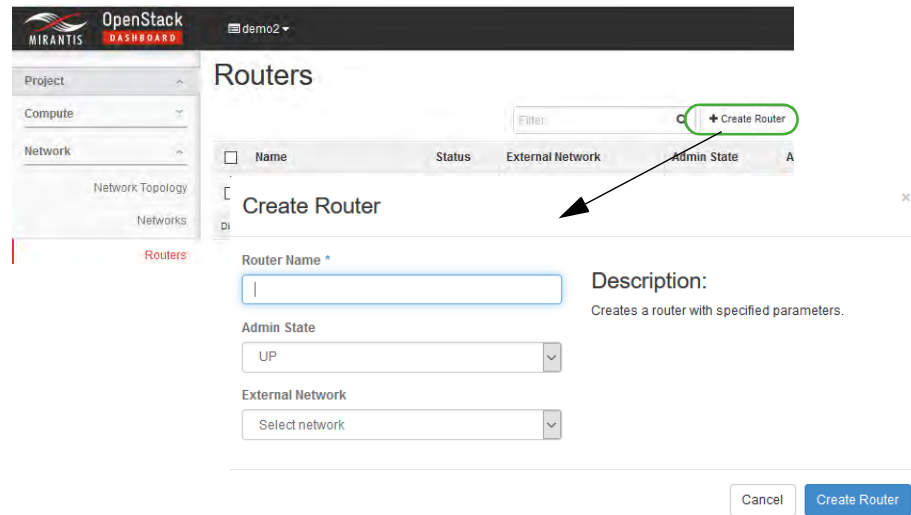 MIRANTIS
OpenStack
DASHBOARD
demo2
Project
Compute
Network
Network Topology
Networks
Routers
Routers
Filter
+ Create Router
Name Status External Network Admin State A
Di
Create Router
×
Router Name *
Admin State
UP
External Network
Select network
Description:
Creates a router with specified parameters.
Cancel
Create Router